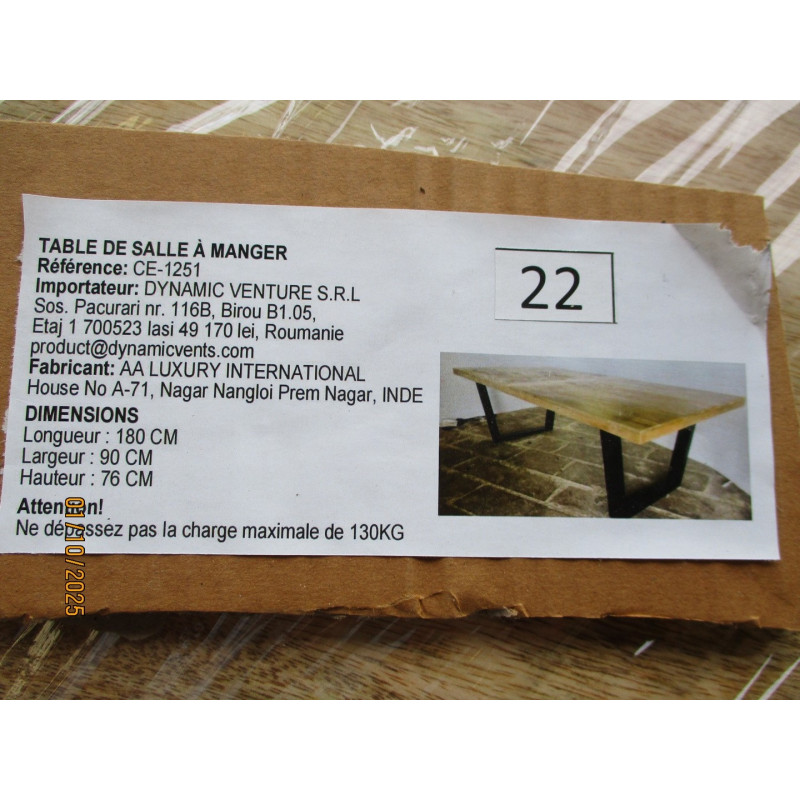 TABLE DE SALLE À MANGER
Référence: CE-1251
Importateur: DYNAMIC VENTURE S.R.L
Sos. Pacurari nr. 116B, Birou B1.05,
Etaj 1 700523 Iasi 49 170 lei, Roumanie
product@dynamicvents.com
Fabricant: AA LUXURY INTERNATIONAL
House No A-71, Nagar Nangloi Prem Nagar, INDE
DIMENSIONS
Longueur : 180 CM
Largeur : 90 CM
Hauteur : 76 CM
Attention!
Ne dépassez pas la charge maximale de 130KG
22
01/10/2025